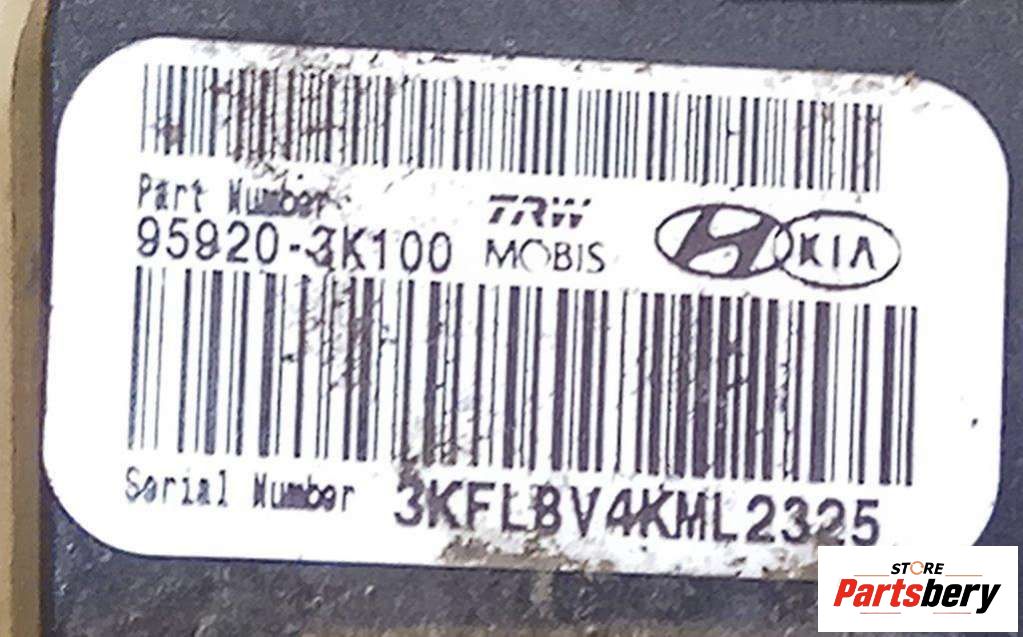 Part Number
95920-3K100
TRW
MOBIS
KIA
Serial Number 3KFLBV4KML2325
STORE
Partsbery